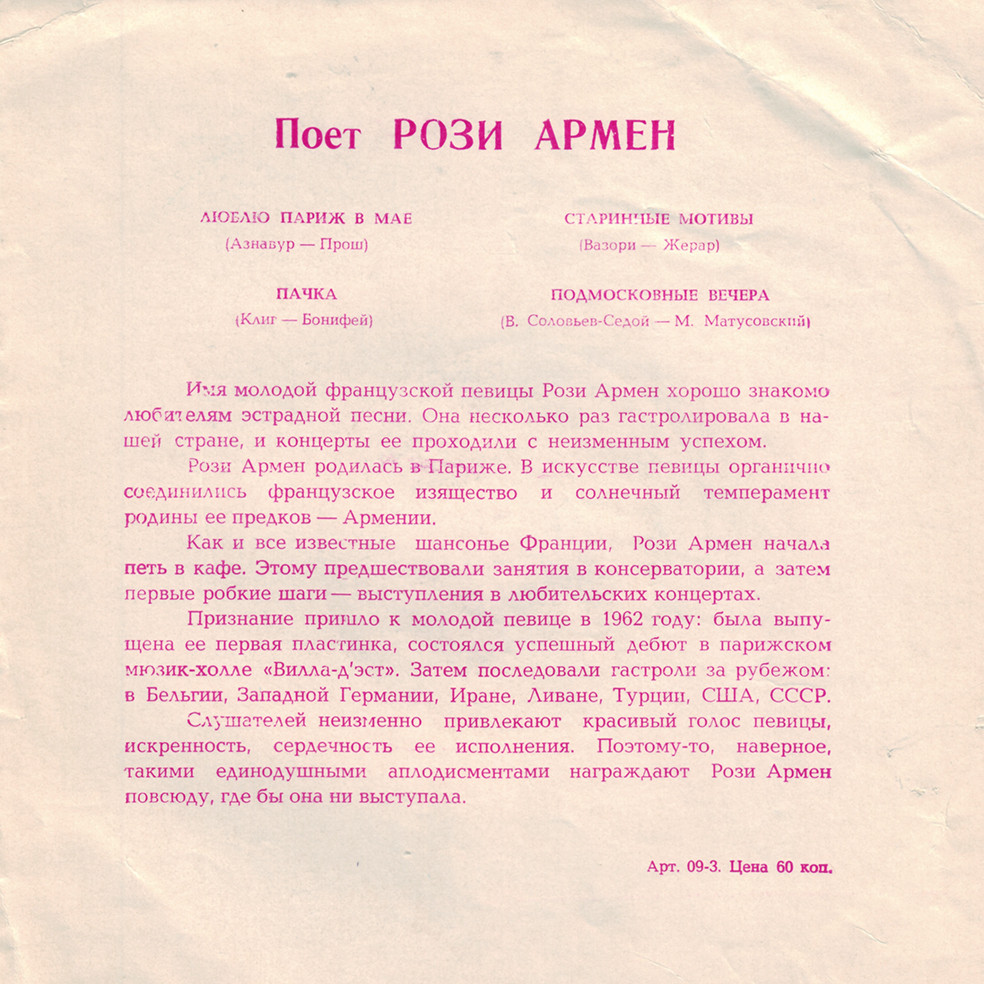 Поет РОЗИ АРМЕН
ЛЮБЛЮ ПАРИЖ В МАЕ
(Азнавур — Прош)
СТАРИННЫЕ МОТИВЫ
(Вазори — Жерар)
ПАЧКА
(Клиг — Бонифей)
ПОДМОСКОВНЫЕ ВЕЧЕРА
(В. Соловьев-Седой — М. Матусовский)
Имя молодой французской певицы Рози Армен хорошо знакомо
любителям эстрадной песни. Она несколько раз гастролировала в на-
шей стране, и концерты ее проходили с неизменным успехом.
Рози Армен родилась в Париже. В искусстве певицы органично
соединились французское изящество и солнечный темперамент
родины ее предков — Армении.
Как и все известные шансонье Франции, Рози Армен начала
петь в кафе. Этому предшествовали занятия в консерватории, а затем
первые робкие шаги — выступления в любительских концертах.
Признание пришло к молодой певице в 1962 году: была выпу-
щена ее первая пластинка, состоялся успешный дебют в парижском
мюзик-холле «Вилла-д’эст». Затем последовали гастроли за рубежом:
в Бельгии, Западной Германии, Иране, Ливане, Турции, США, СССР.
Слушателей неизменно привлекают красивый голос певицы,
искренность, сердечность ее исполнения. Поэтому-то, наверное,
такими единодушными аплодисментами награждают Рози Армен
повсюду, где бы она ни выступала.
Арт. 09-3. Цена 60 коп.